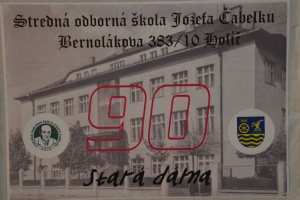 Stredná odborná škola Jozefa Čabelku
Bernolákova 383/10 Holíč
90
Stará dáma